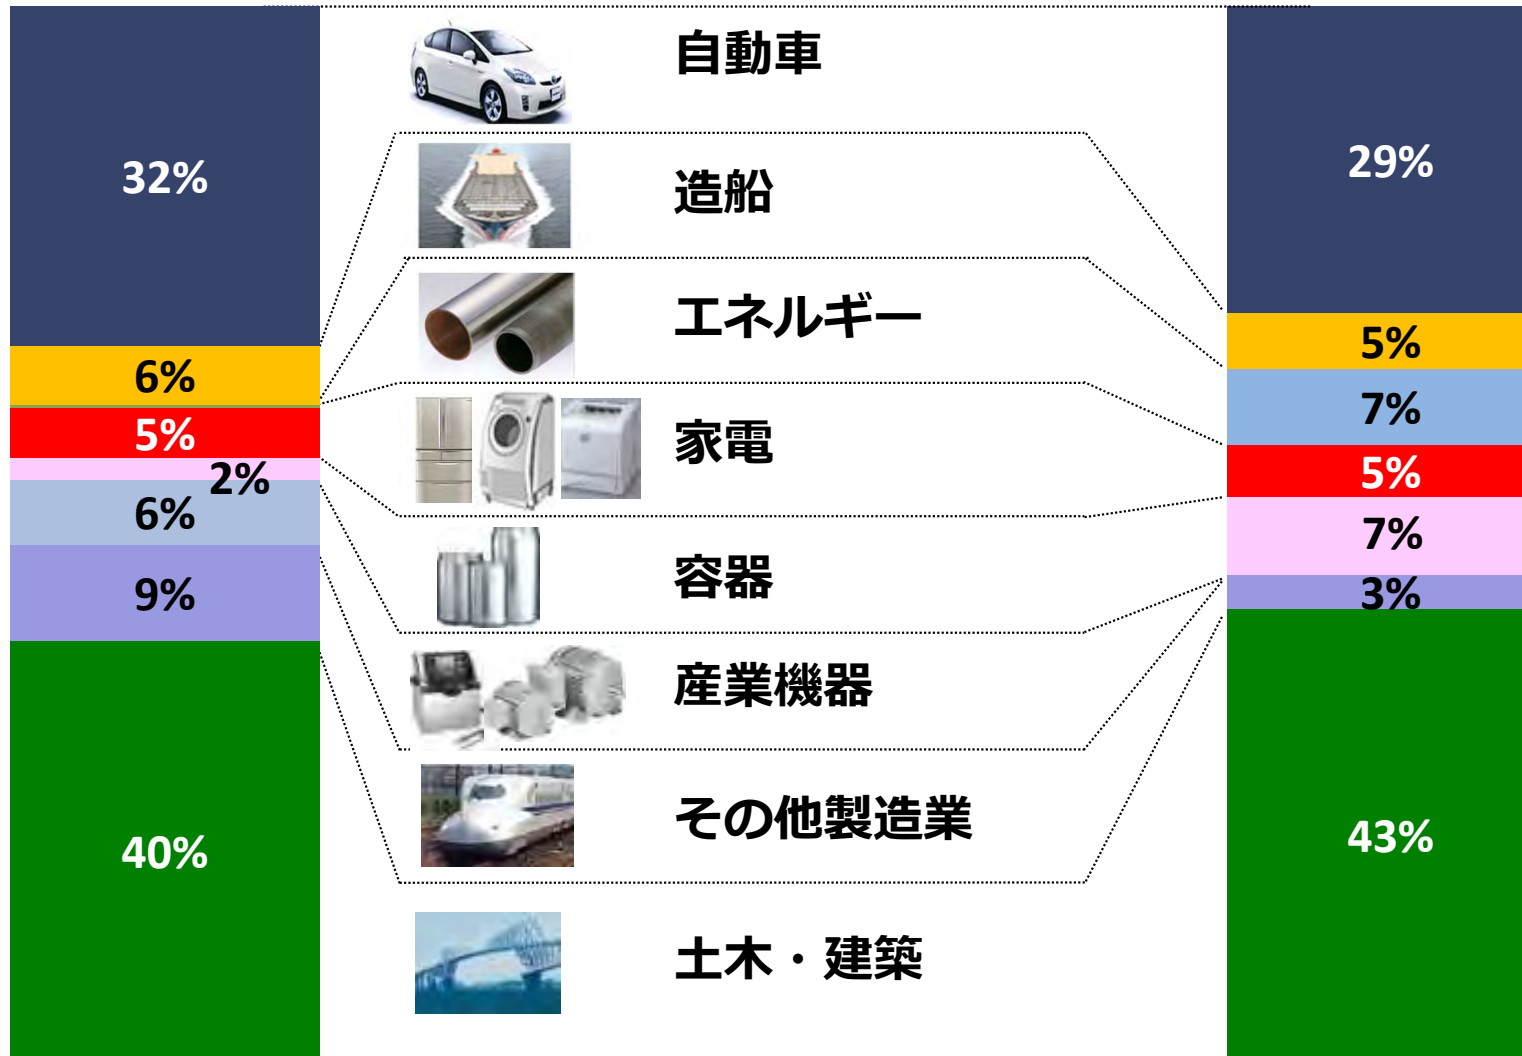 自動車
32%
29%
造船
エネルギー
5%
6%
7%
5%
家電
5%
2%
6%
7%
容器
9%
3%
産業機器
その他製造業
40%
43%
土木・建築